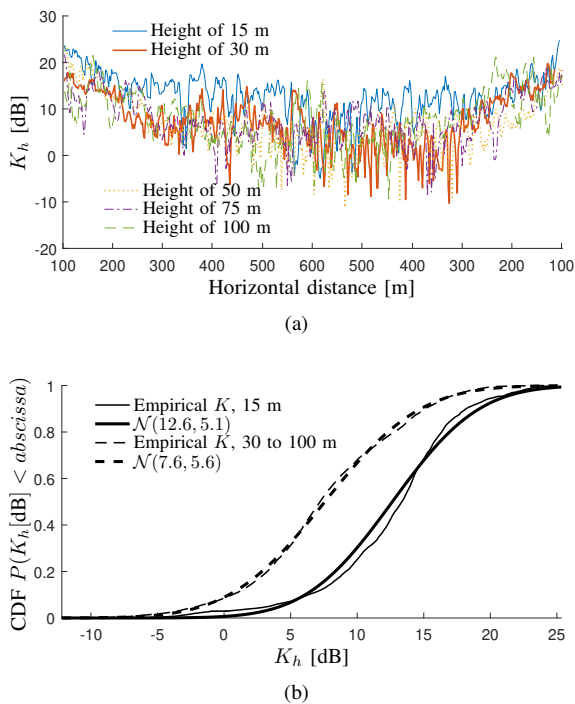 30
20
10
0
-10
-20
K_h [dB]
Height of 15 m
Height of 30 m
Height of 50 m
Height of 75 m
Height of 100 m
100 200 300 400 500 600 500 400 300 200 100
Horizontal distance [m]
(a)
1
0.8
0.6
0.4
0.2
0
CDF P(K_h[dB] < abscissa)
Empirical K, 15 m
N(12.6, 5.1)
Empirical K, 30 to 100 m
N(7.6, 5.6)
-10 -5 0 5 10 15 20 25
K_h [dB]
(b)